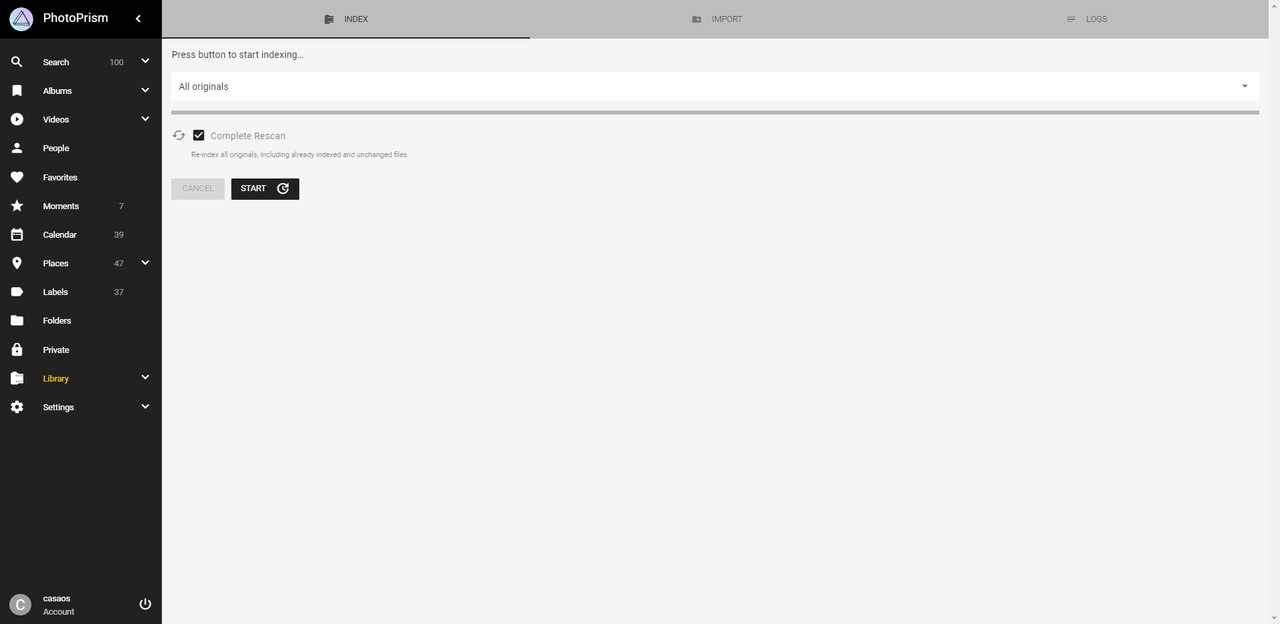 PhotoPrism
Search 100
Albums
Videos
People
Favorites
Moments 7
Calendar 39
Places 47
Labels 37
Folders
Private
Library
Settings
C
casaos
Account
INDEX IMPORT LOGS
Press button to start indexing...
All originals
Complete Rescan
Re-index all originals, including already indexed and unchanged files.
CANCEL START